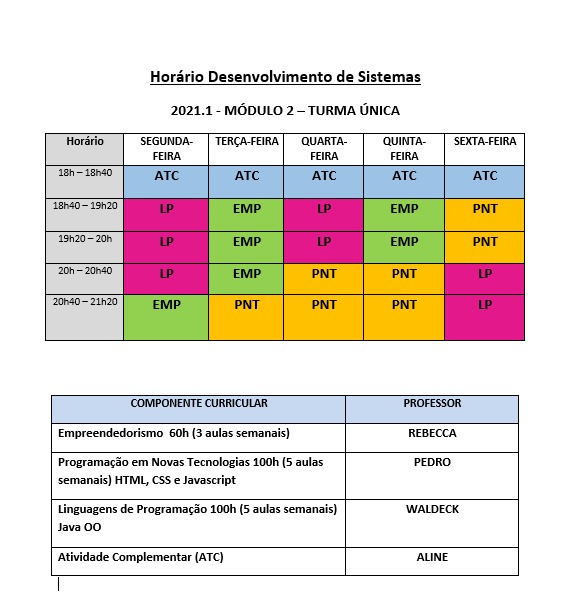 Horário Desenvolvimento de Sistemas
2021.1 - MÓDULO 2 – TURMA ÚNICA
Horário SEGUNDA-FEIRA TERÇA-FEIRA QUARTA-FEIRA QUINTA-FEIRA SEXTA-FEIRA
18h – 18h40 ATC ATC ATC ATC ATC
18h40 – 19h20 LP EMP LP EMP PNT
19h20 – 20h LP EMP LP EMP PNT
20h – 20h40 LP EMP PNT PNT LP
20h40 – 21h20 EMP PNT PNT PNT LP
COMPONENTE CURRICULAR PROFESSOR
Empreendedorismo 60h (3 aulas semanais) REBECCA
Programação em Novas Tecnologias 100h (5 aulas
semanais) HTML, CSS e Javascript PEDRO
Linguagens de Programação 100h (5 aulas semanais)
Java OO WALDECK
Atividade Complementar (ATC) ALINE